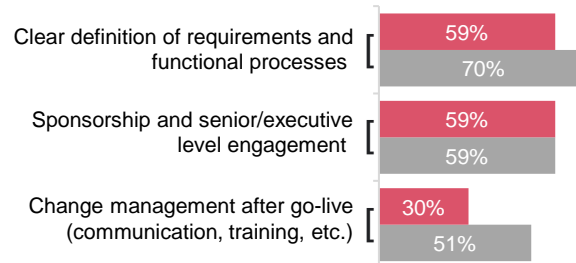 Clear definition of requirements and
functional processes
59%
70%
Sponsorship and senior/executive
level engagement
59%
59%
Change management after go-live
(communication, training, etc.)
30%
51%